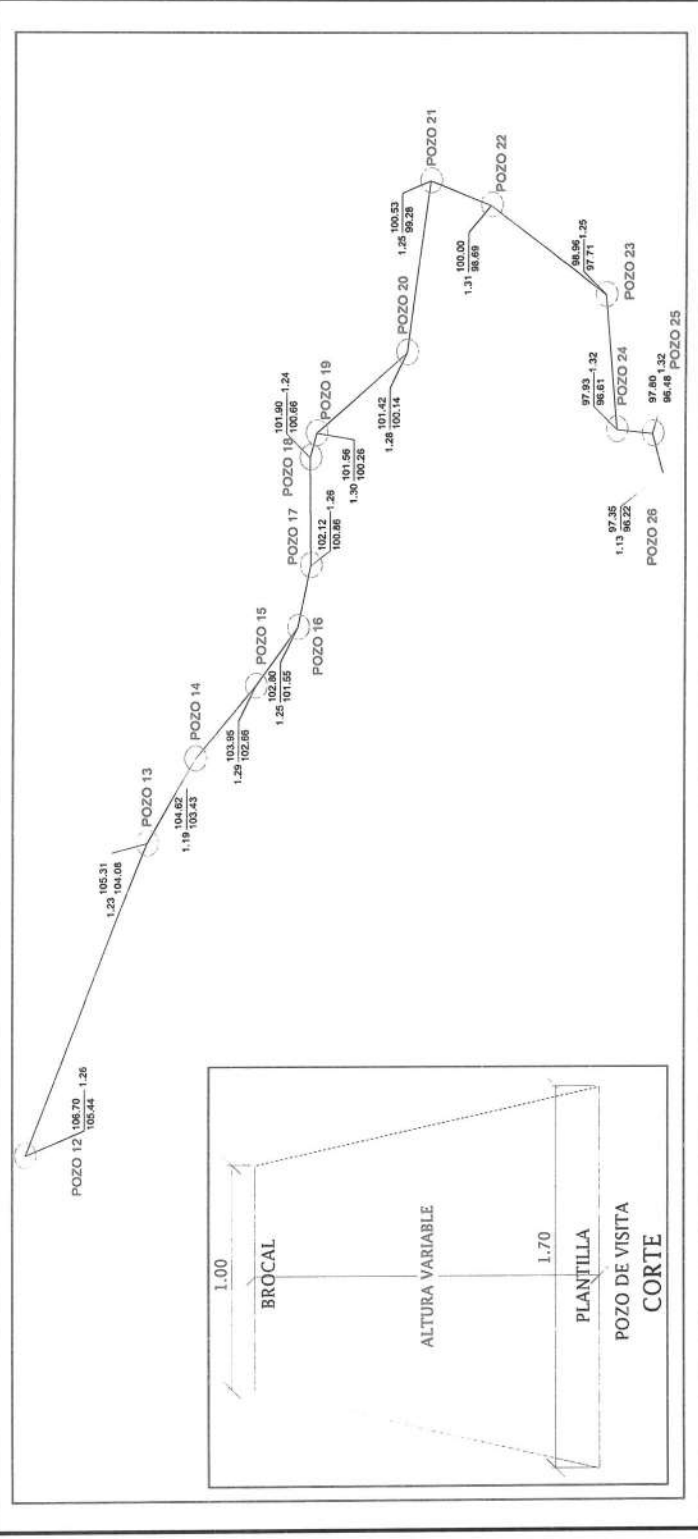 POZO 12
106.70
105.44
1.26
POZO 13
105.31
1.23
104.08
POZO 14
104.62
1.19
103.43
POZO 15
103.95
1.29
102.66
POZO 16
102.80
1.25
101.55
POZO 17
102.12
100.86
1.26
POZO 18
101.90
100.66
1.24
POZO 19
101.56
1.30
100.26
POZO 20
101.42
1.28
100.14
POZO 21
100.53
1.25
99.28
POZO 22
100.00
1.31
98.69
POZO 23
98.96
97.71
1.25
POZO 24
97.93
96.61
1.32
POZO 25
97.80
96.48
1.32
POZO 26
97.35
1.13
96.22
1.00
BROCAL
ALTURA VARIABLE
1.70
PLANTILLA
POZO DE VISITA
CORTE